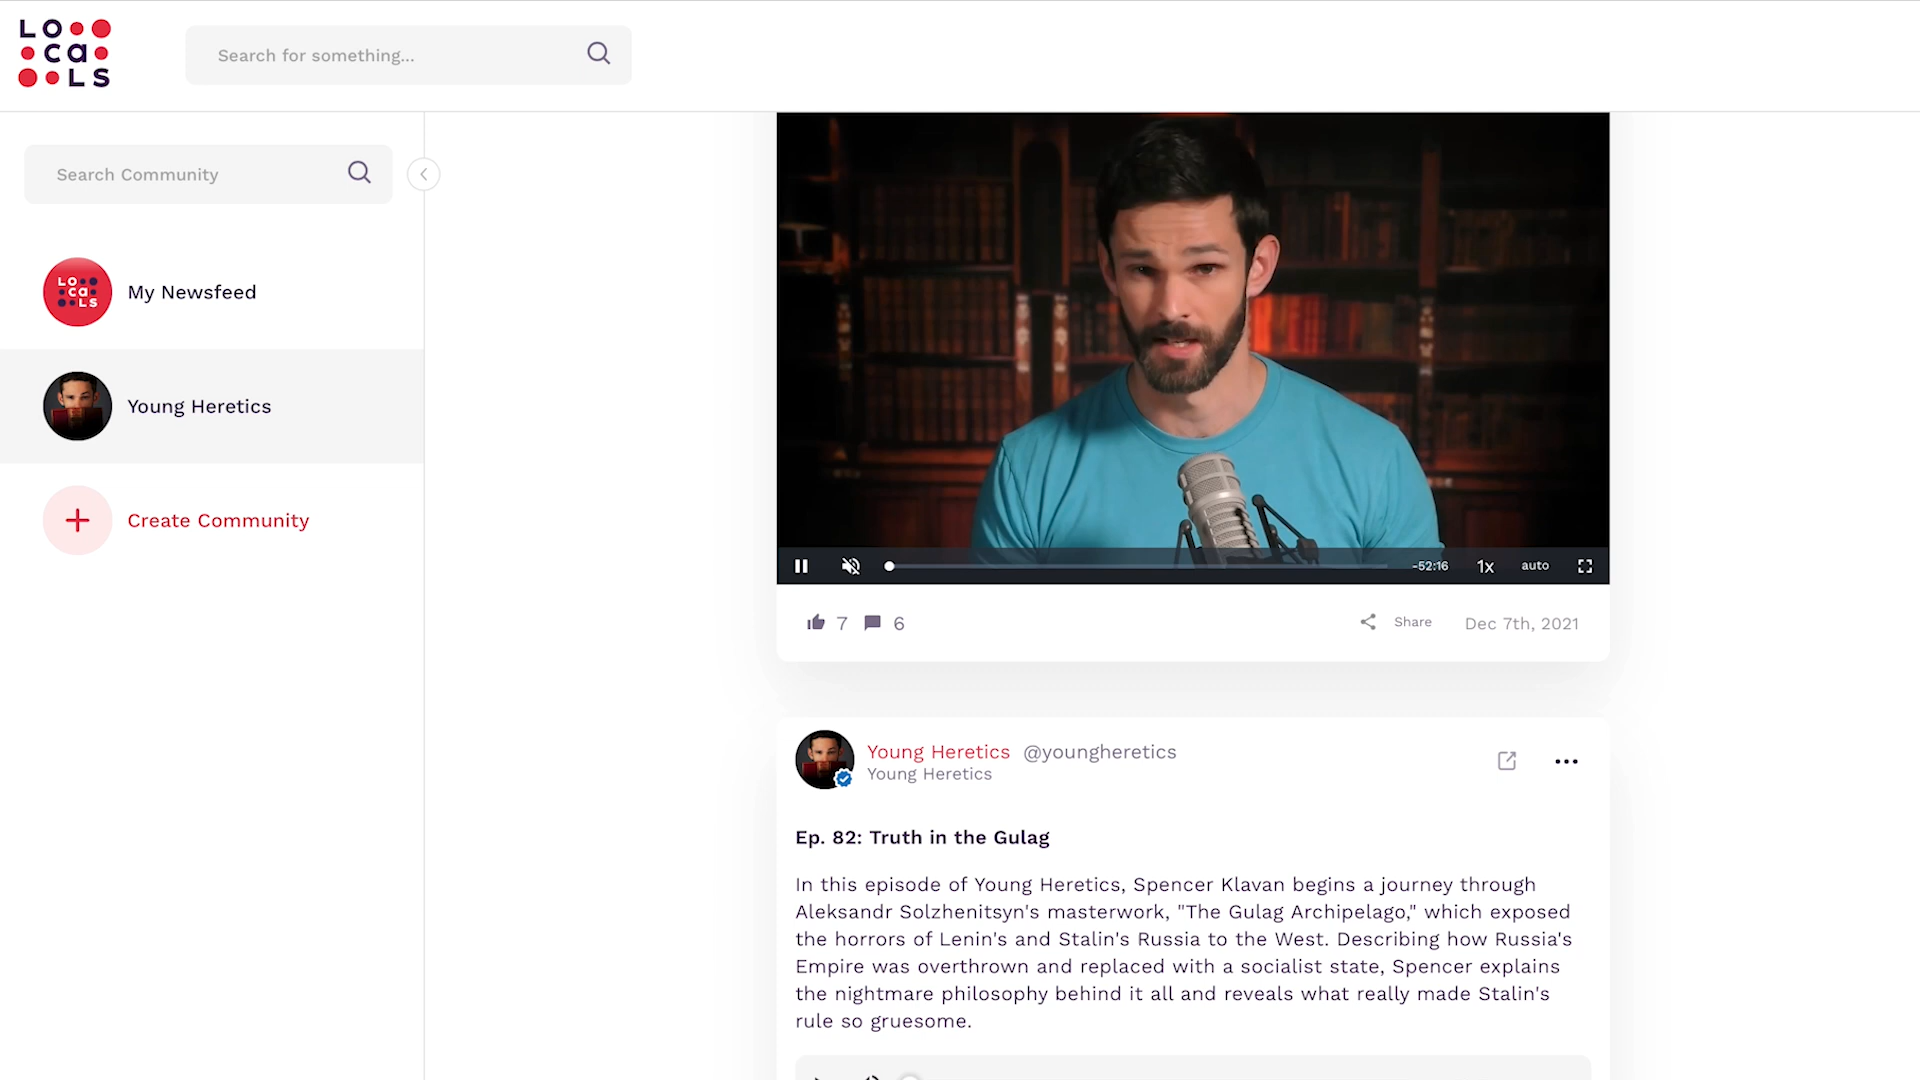 LO
ca
LS
Search for something...
Search Community
LO
ca
LS
My Newsfeed
Young Heretics
Create Community
-52:16
1x
auto
7
6
Share
Dec 7th, 2021
Young Heretics @youngheretics
Young Heretics
Ep. 82: Truth in the Gulag
In this episode of Young Heretics, Spencer Klavan begins a journey through
Aleksandr Solzhenitsyn's masterwork, "The Gulag Archipelago," which exposed
the horrors of Lenin's and Stalin's Russia to the West. Describing how Russia's
Empire was overthrown and replaced with a socialist state, Spencer explains
the nightmare philosophy behind it all and reveals what really made Stalin's
rule so gruesome.